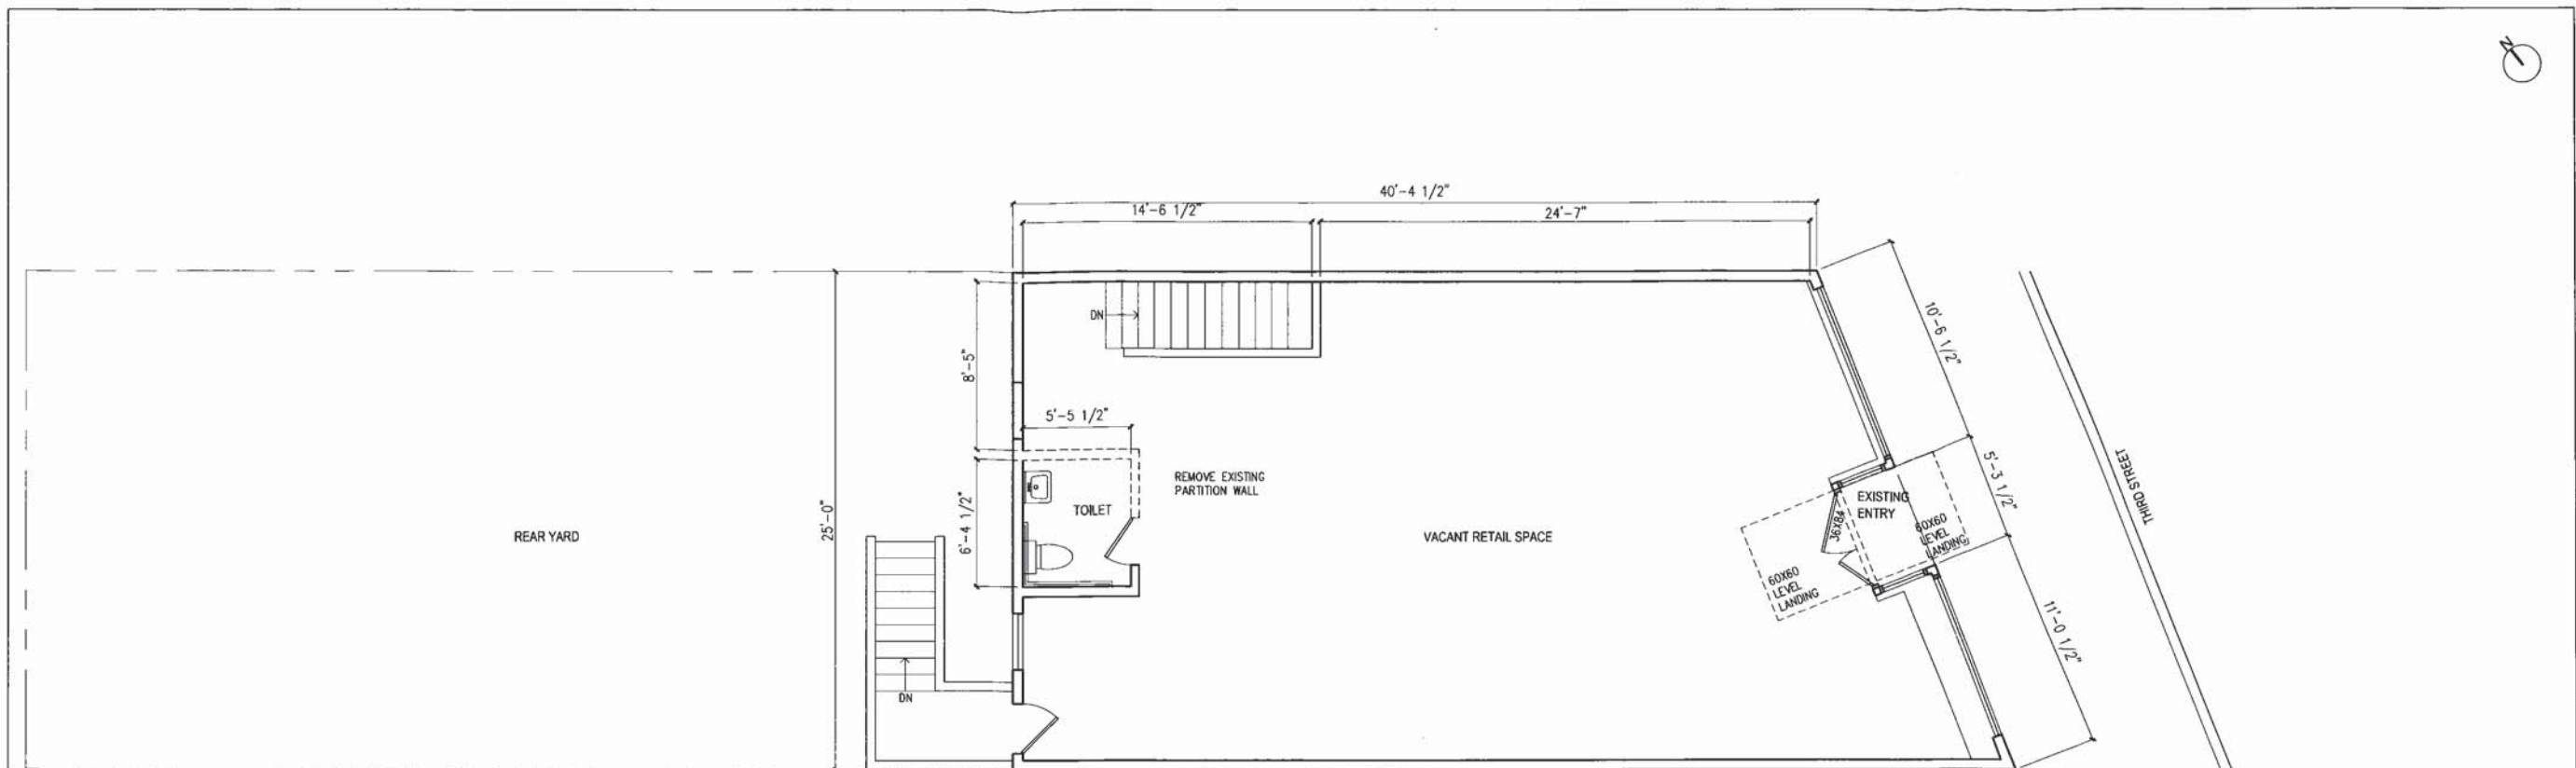 N
40'-4 1/2"
14'-6 1/2"
24'-7"
10'-6 1/2"
DN
8'-5"
5'-5 1/2"
5'-3 1/2"
THIRD STREET
REMOVE EXISTING
PARTITION WALL
EXISTING
ENTRY
36X84
60X60
LEVEL
LANDING
TOILET
6'-4 1/2"
25'-0"
REAR YARD
VACANT RETAIL SPACE
60X60
LEVEL
LANDING
11'-0 1/2"
DN